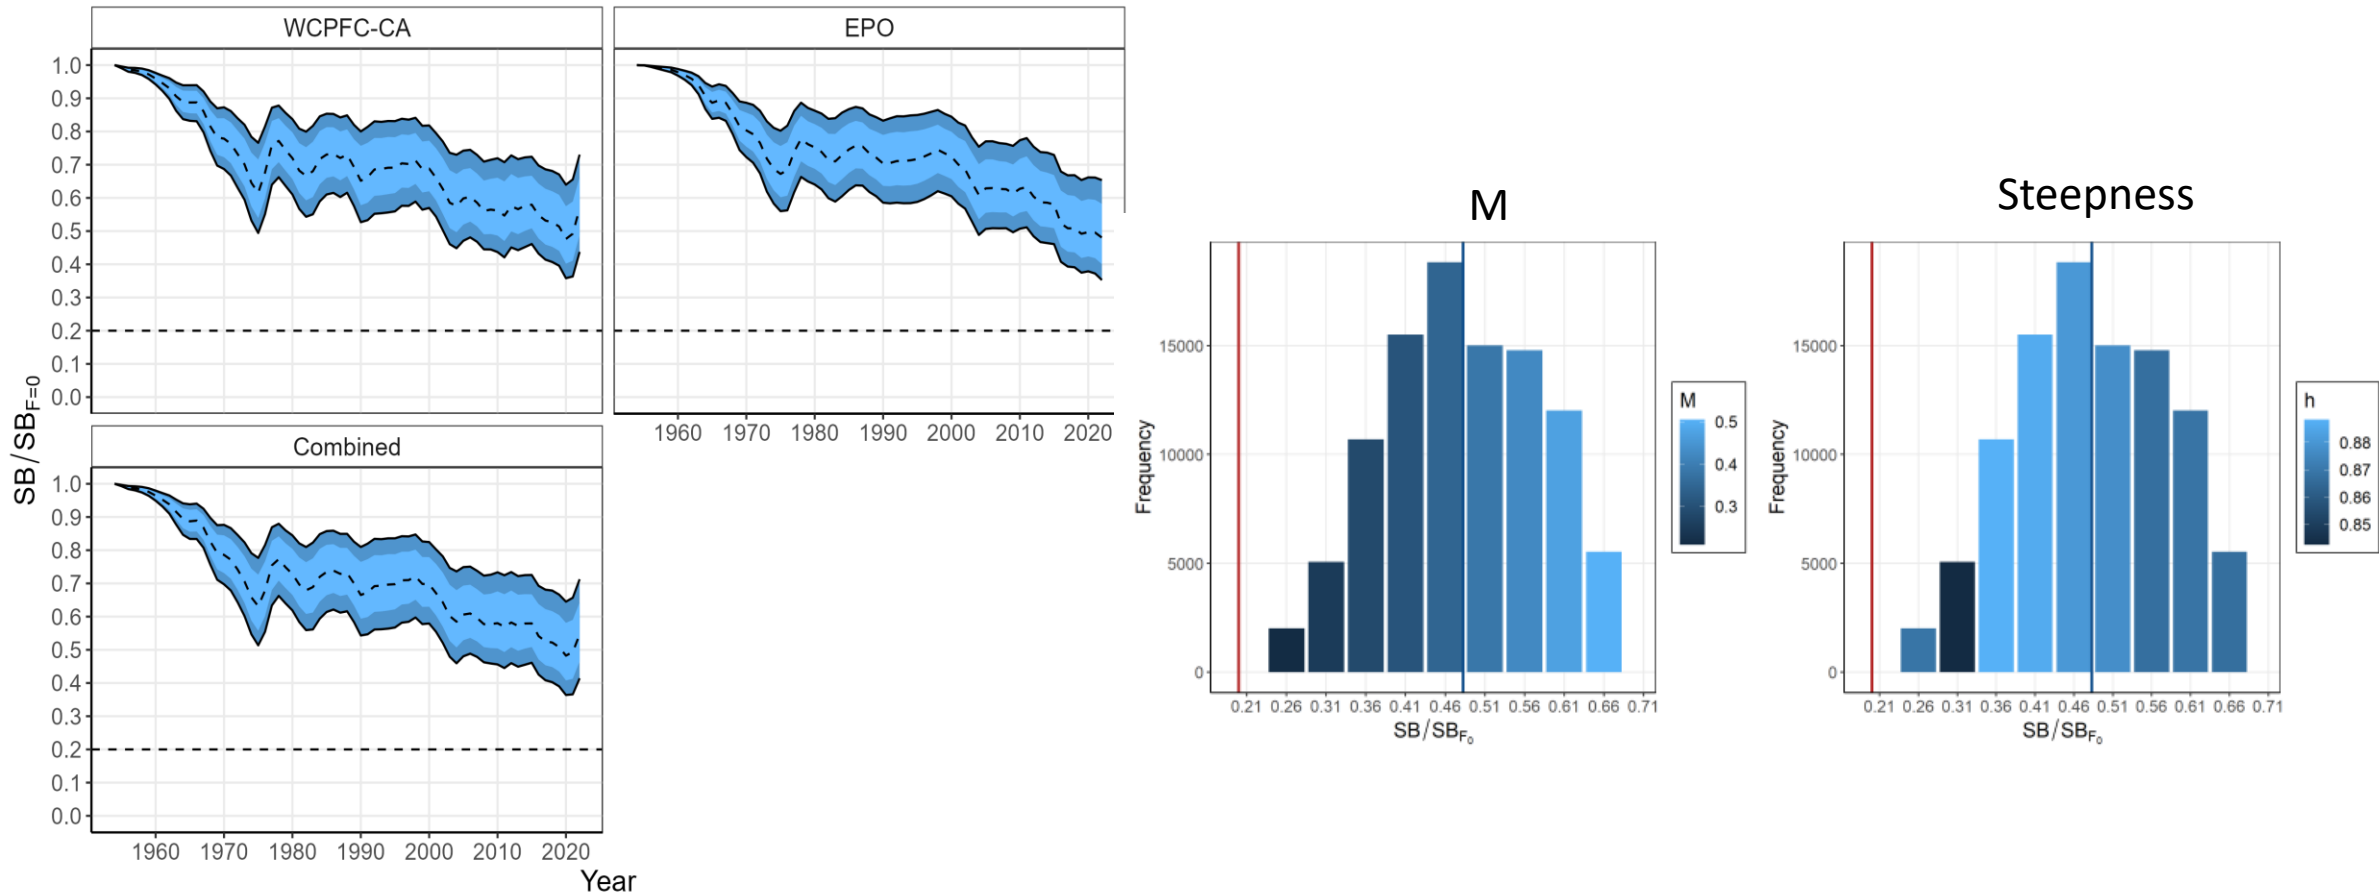 WCPFC-CA
EPO
1.0
0.9
0.8
0.7
0.6
0.5
0.4
0.3
0.2
0.1
0.0
1960 1970 1980 1990 2000 2010 2020
Combined
1.0
0.9
0.8
0.7
0.6
0.5
0.4
0.3
0.2
0.1
0.0
1960 1970 1980 1990 2000 2010 2020
SB/SBF=0
Year
M
15000
10000
5000
0
Frequency
0.21 0.26 0.31 0.36 0.41 0.46 0.51 0.56 0.61 0.66 0.71
SB/SBF0
M
0.5
0.4
0.3
Steepness
15000
10000
5000
0
Frequency
0.21 0.26 0.31 0.36 0.41 0.46 0.51 0.56 0.61 0.66 0.71
SB/SBF0
h
0.88
0.87
0.86
0.85